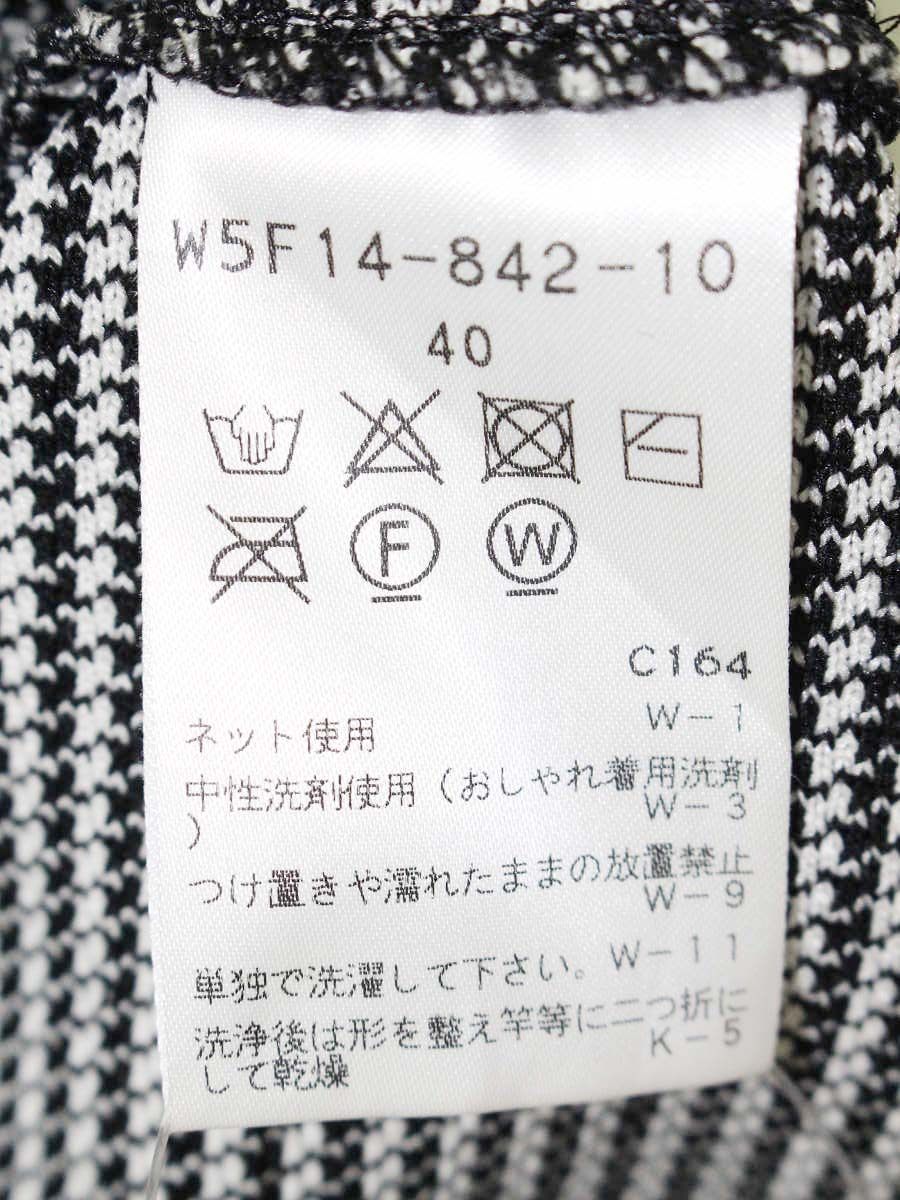 W5F14-842-10
40
F W
C164
ネット使用 W-1
中性洗剤使用（おしゃれ着用洗剤
） W-3
つけ置きや濡れたままの放置禁止
W-9
単独で洗濯して下さい。W-11
洗浄後は形を整え竿等に二つ折に
して乾燥 K-5